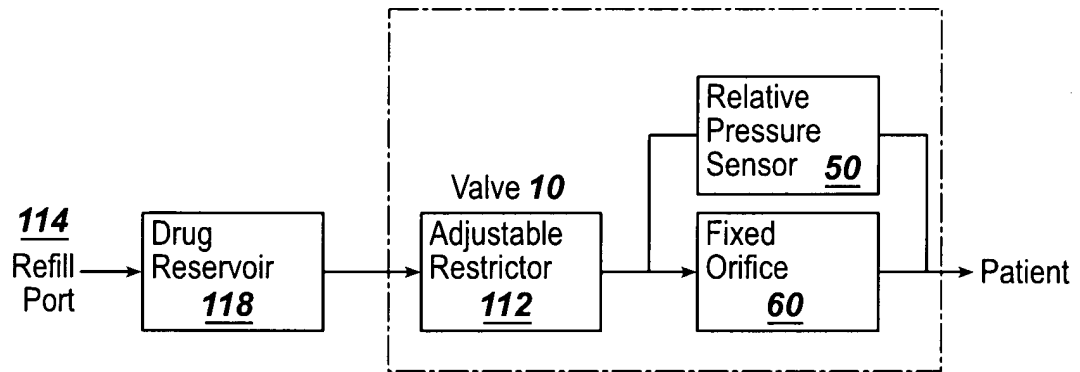 114
Refill
Port
Drug
Reservoir
118
Valve 10
Adjustable
Restrictor
112
Relative
Pressure
Sensor 50
Fixed
Orifice
60
Patient